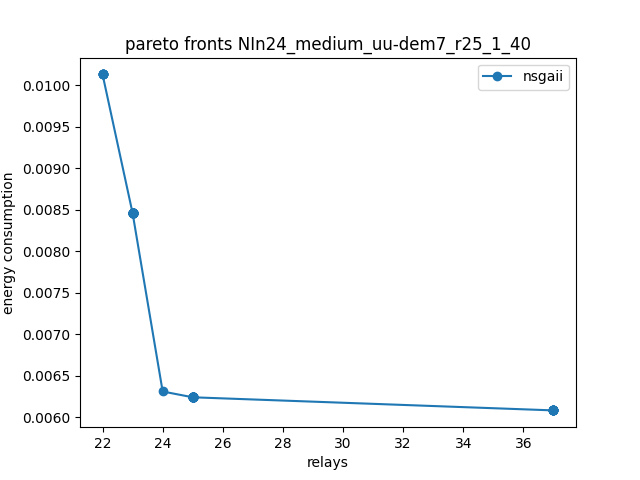 pareto fronts NIn24_medium_uu-dem7_r25_1_40
nsgaii
energy consumption
0.0100
0.0095
0.0090
0.0085
0.0080
0.0075
0.0070
0.0065
0.0060
22 24 26 28 30 32 34 36
relays